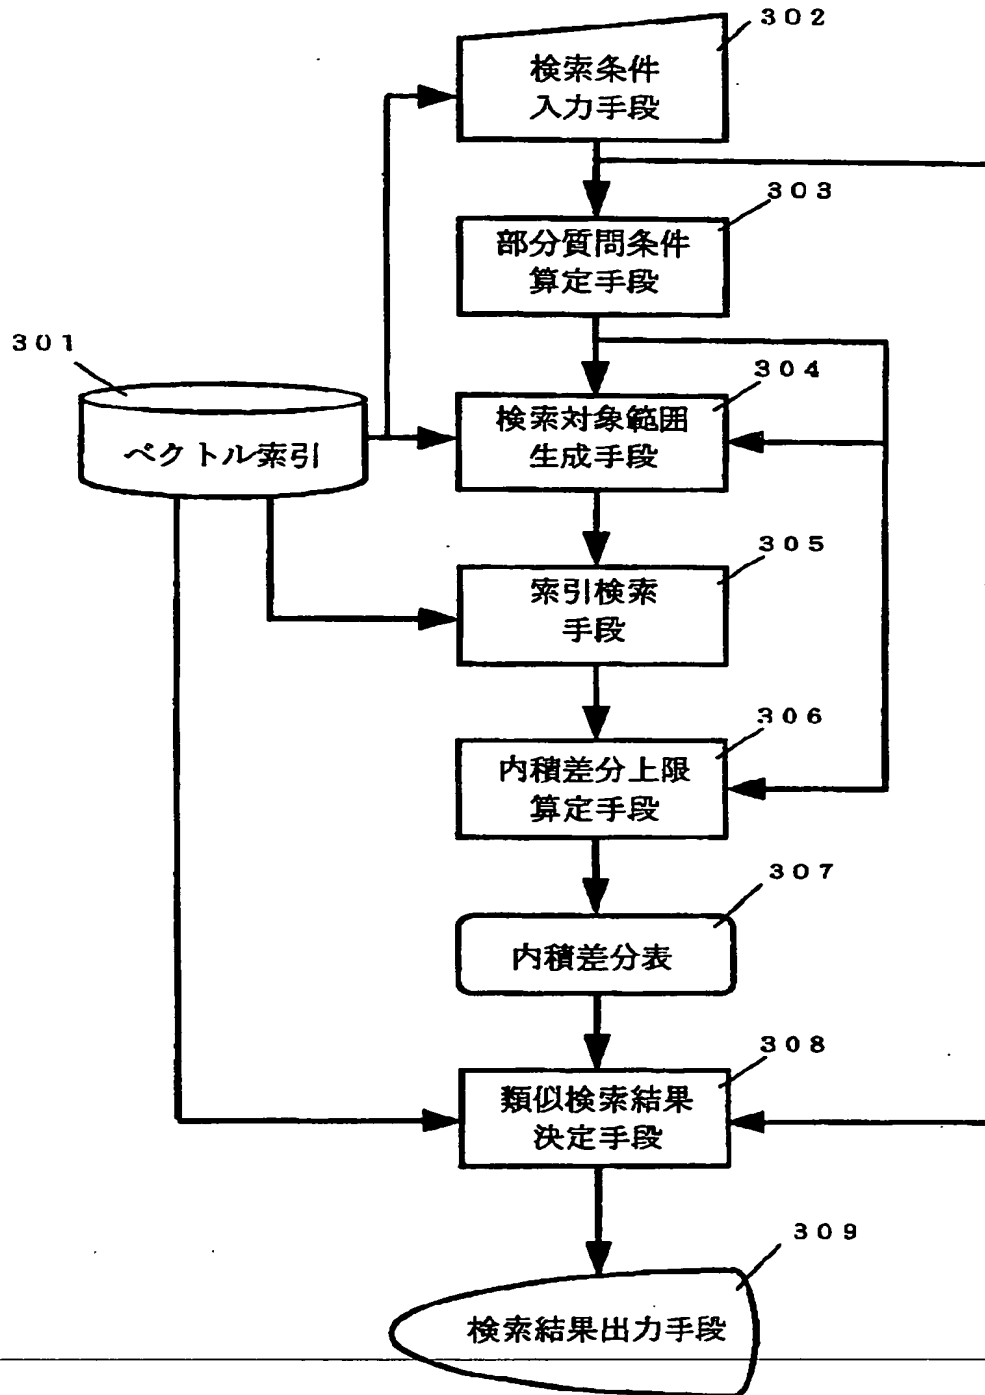 302
検索条件
入力手段
303
部分質問条件
算定手段
301
ベクトル索引
304
検索対象範囲
生成手段
305
索引検索
手段
306
内積差分上限
算定手段
307
内積差分表
308
類似検索結果
決定手段
309
検索結果出力手段